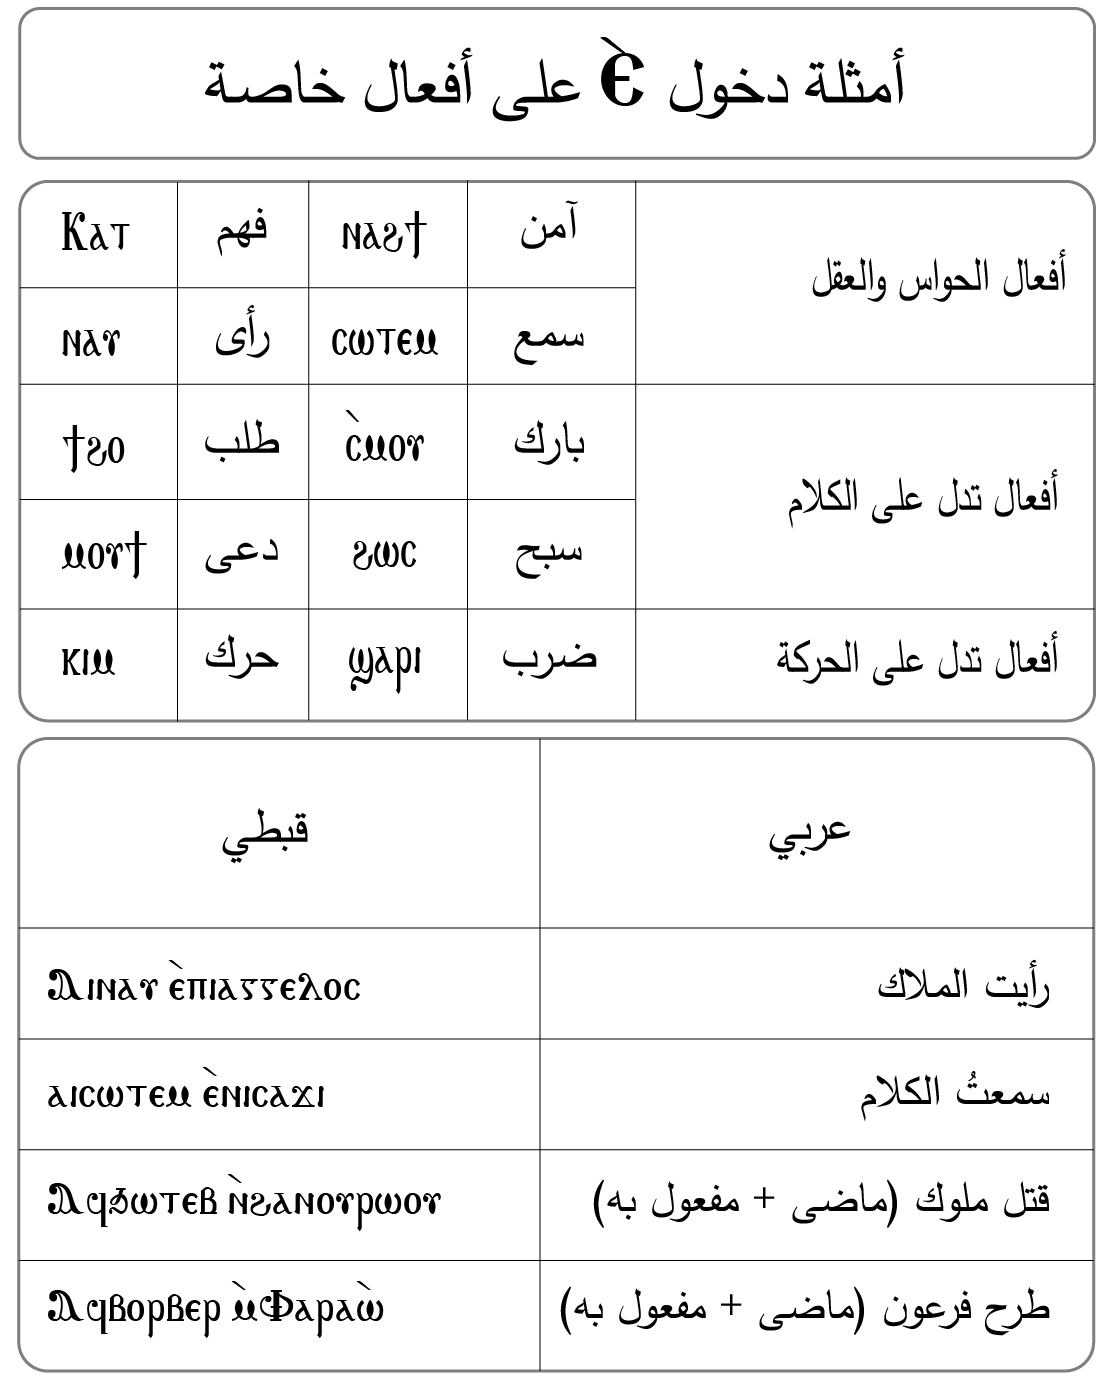 أمثلة دخول Ⲉ̀ على أفعال خاصة
أفعال الحواس والعقل
آمن ⲛⲁϩϯ فهم Ⲕⲁⲧ
سمع ⲥⲱⲧⲉⲙ رأى ⲛⲁⲩ
أفعال تدل على الكلام
بارك ⲥ̀ⲙⲟⲩ طلب ϯϩⲟ
سبح ϩⲱⲥ دعى ⲙⲟⲩϯ
أفعال تدل على الحركة
ضرب ϣⲁⲣⲓ حرك ⲕⲓⲙ
عربي قبطي
رأيت الملاك Ⲁⲓⲛⲁⲩ ⲉ̀ⲡⲓⲁⲅⲅⲉⲗⲟⲥ
سمعتُ الكلام ⲁⲓⲥⲱⲧⲉⲙ ⲉ̀ⲛⲓⲥⲁϫⲓ
قتل ملوك (ماضى + مفعول به) Ⲁϥϧⲱⲧⲉⲃ ⲛ̀ϩⲁⲛⲟⲩⲣⲱⲟⲩ
طرح فرعون (ماضى + مفعول به) Ⲁϥⲃⲟⲣⲃⲉⲣ ⲙ̀Ⲫⲁⲣⲁⲱ̀